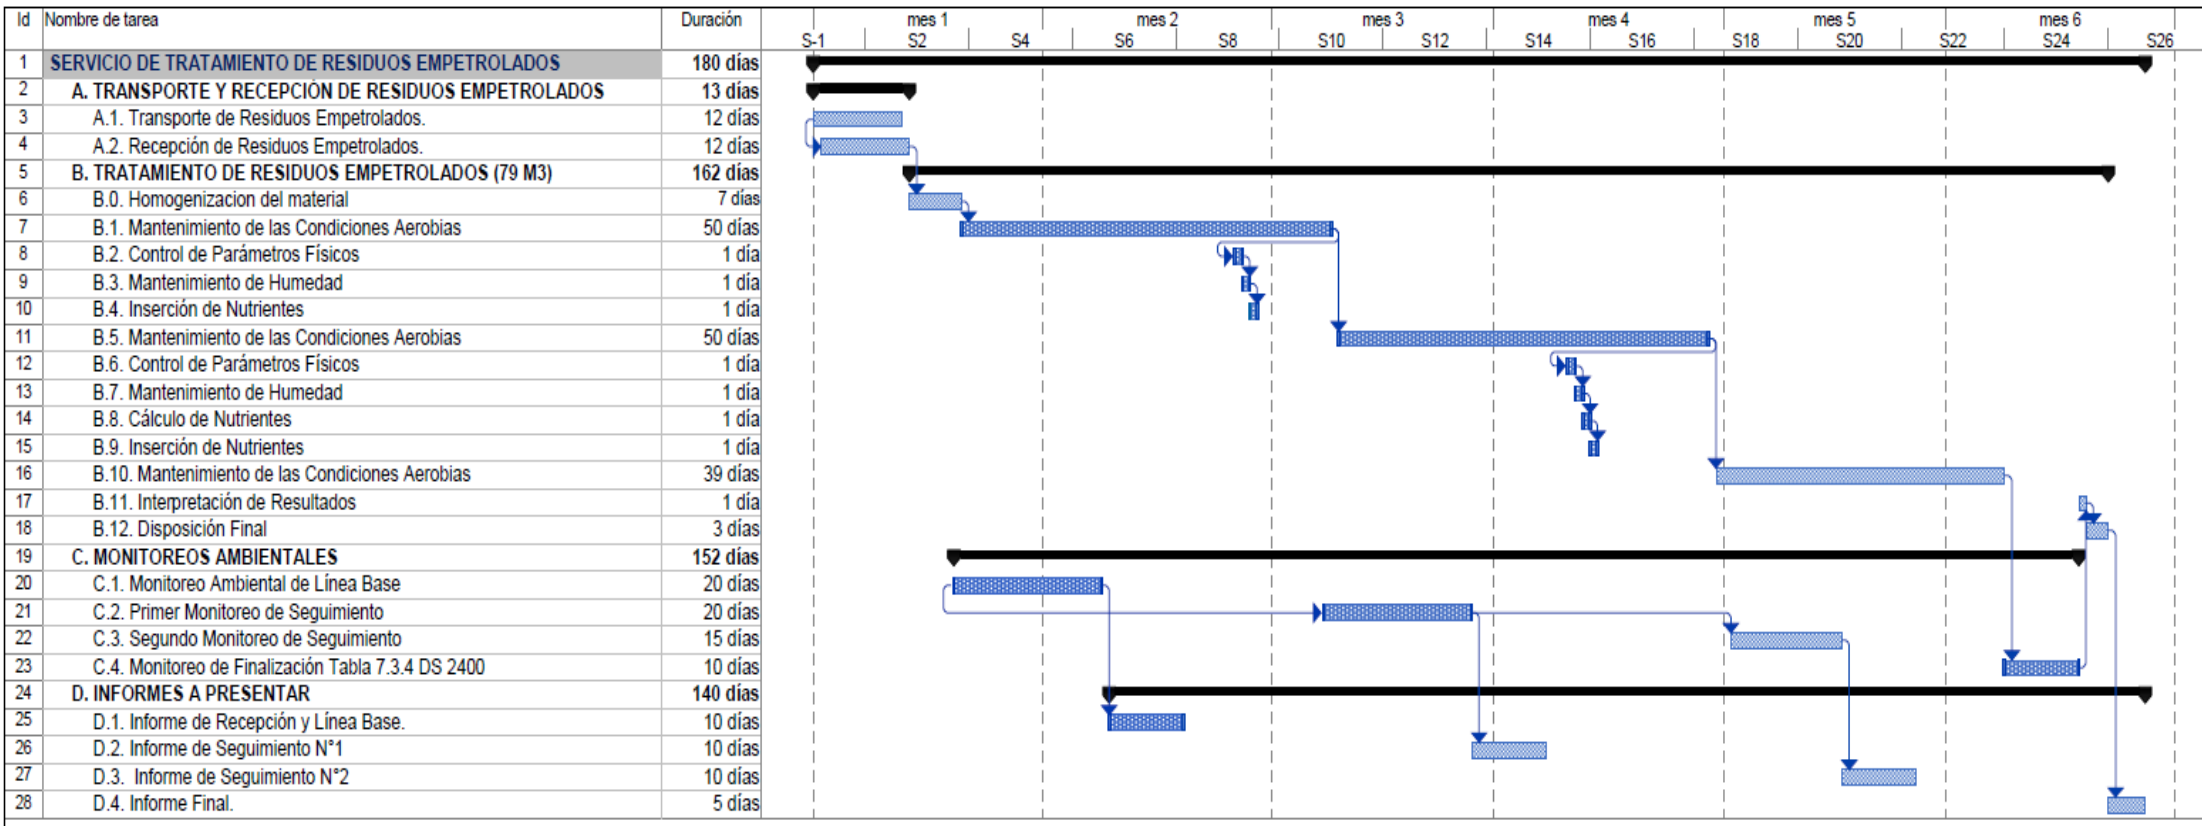 Id Nombre de tarea Duración mes 1 mes 2 mes 3 mes 4 mes 5 mes 6
S-1 S2 S4 S6 S8 S10 S12 S14 S16 S18 S20 S22 S24 S26
1 SERVICIO DE TRATAMIENTO DE RESIDUOS EMPETROLADOS 180 días
2 A. TRANSPORTE Y RECEPCIÓN DE RESIDUOS EMPETROLADOS 13 días
3 A.1. Transporte de Residuos Empetrolados. 12 días
4 A.2. Recepción de Residuos Empetrolados. 12 días
5 B. TRATAMIENTO DE RESIDUOS EMPETROLADOS (79 M3) 162 días
6 B.0. Homogenizacion del material 7 días
7 B.1. Mantenimiento de las Condiciones Aerobias 50 días
8 B.2. Control de Parámetros Físicos 1 día
9 B.3. Mantenimiento de Humedad 1 día
10 B.4. Inserción de Nutrientes 1 día
11 B.5. Mantenimiento de las Condiciones Aerobias 50 días
12 B.6. Control de Parámetros Físicos 1 día
13 B.7. Mantenimiento de Humedad 1 día
14 B.8. Cálculo de Nutrientes 1 día
15 B.9. Inserción de Nutrientes 1 día
16 B.10. Mantenimiento de las Condiciones Aerobias 39 días
17 B.11. Interpretación de Resultados 1 día
18 B.12. Disposición Final 3 días
19 C. MONITOREOS AMBIENTALES 152 días
20 C.1. Monitoreo Ambiental de Línea Base 20 días
21 C.2. Primer Monitoreo de Seguimiento 20 días
22 C.3. Segundo Monitoreo de Seguimiento 15 días
23 C.4. Monitoreo de Finalización Tabla 7.3.4 DS 2400 10 días
24 D. INFORMES A PRESENTAR 140 días
25 D.1. Informe de Recepción y Línea Base. 10 días
26 D.2. Informe de Seguimiento N°1 10 días
27 D.3. Informe de Seguimiento N°2 10 días
28 D.4. Informe Final. 5 días